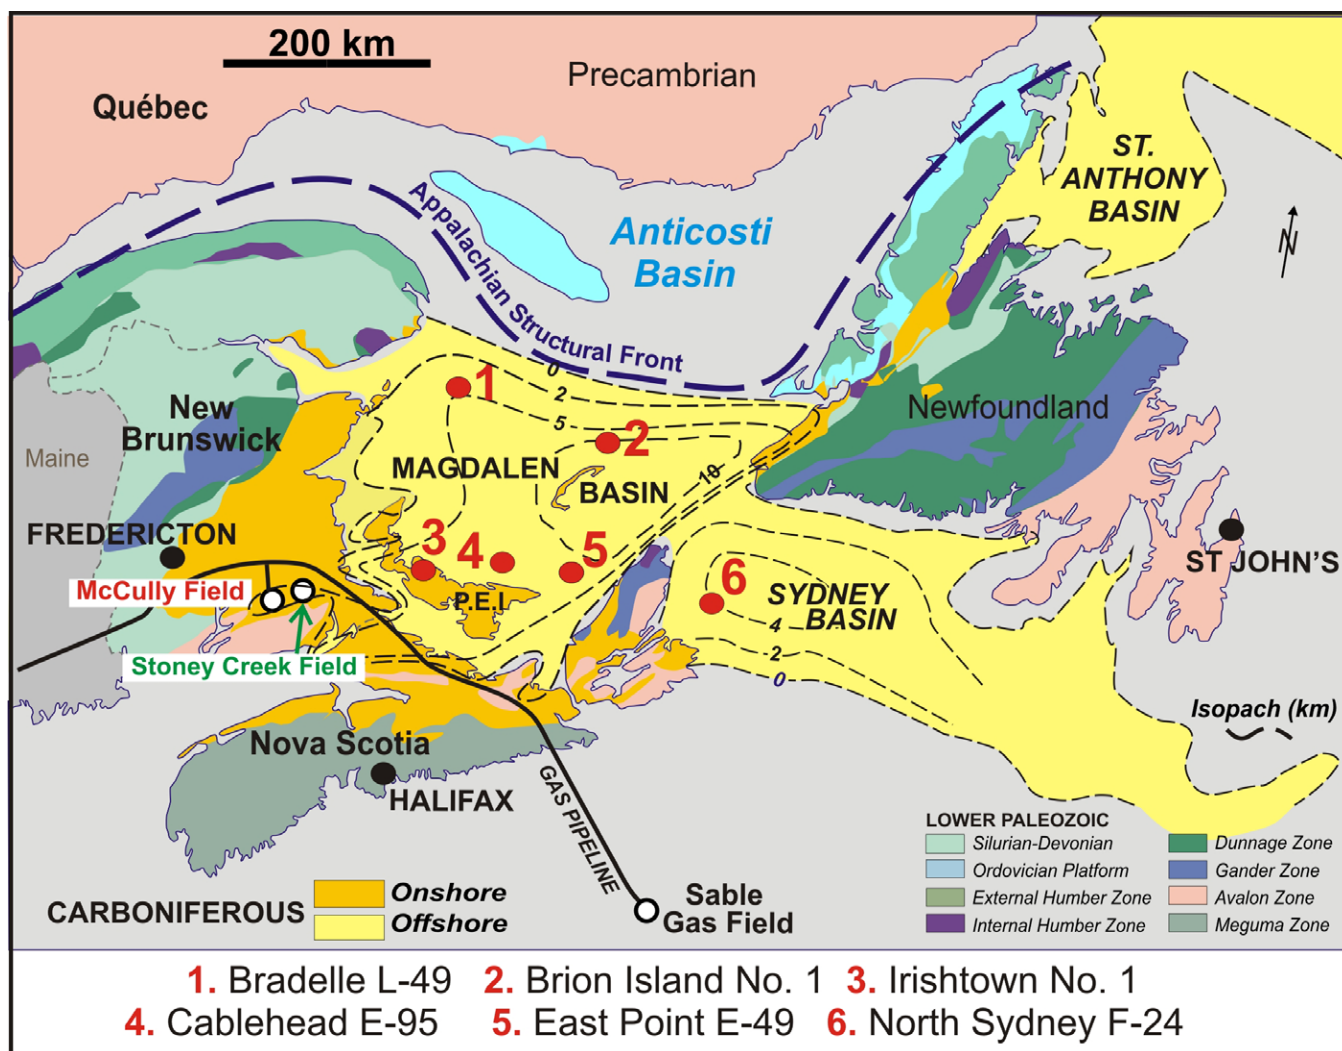 200 km
Precambrian
Québec
ST.
ANTHONY
BASIN
Appalachian Structural Front
Anticosti
Basin
N
0
2
5
10
1
2
New
Brunswick
Newfoundland
Maine
MAGDALEN
BASIN
FREDERICTON
3
4
5
6
ST JOHN'S
McCully Field
P.E.I
SYDNEY
BASIN
4
2
0
Stoney Creek Field
Isopach (km)
Nova Scotia
HALIFAX
GAS PIPELINE
Sable
Gas Field
CARBONIFEROUS
Onshore
Offshore
LOWER PALEOZOIC
Silurian-Devonian
Ordovician Platform
External Humber Zone
Internal Humber Zone
Dunnage Zone
Gander Zone
Avalon Zone
Meguma Zone
1. Bradelle L-49 2. Brion Island No. 1 3. Irishtown No. 1
4. Cablehead E-95 5. East Point E-49 6. North Sydney F-24